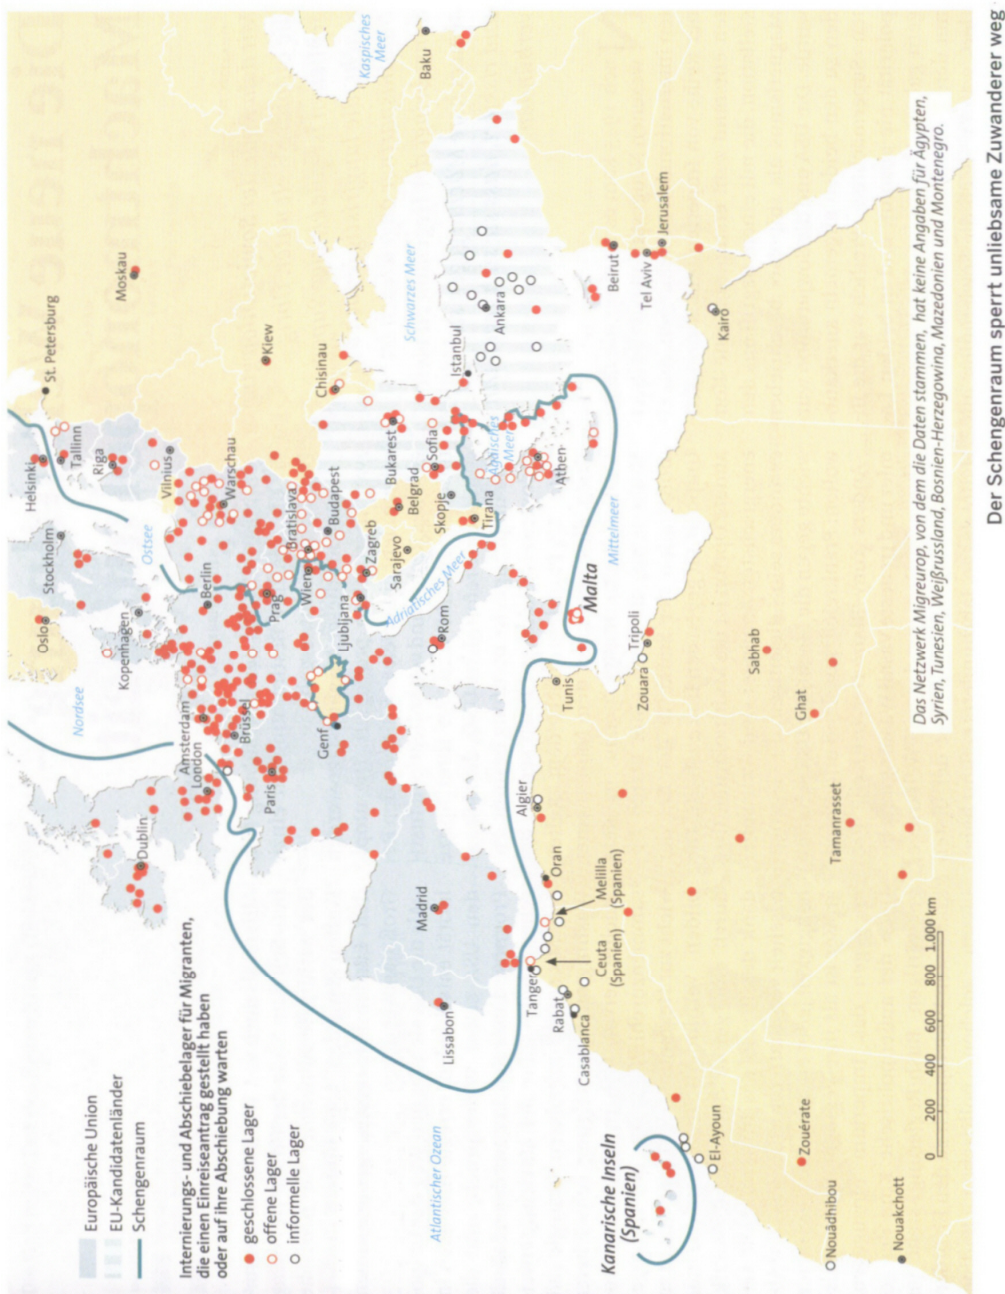 Der Schengenraum sperrt unliebsame Zuwanderer weg
Europäische Union
EU-Kandidatenländer
Schengenraum
Internierungs- und Abschiebelager für Migranten,
die einen Einreiseantrag gestellt haben
oder auf ihre Abschiebung warten
geschlossene Lager
offene Lager
informelle Lager
Nordsee
Oslo
Stockholm
Helsinki
St. Petersburg
Tallinn
Riga
Ostsee
Kopenhagen
Vilnius
Moskau
Kaspisches
Meer
Baku
Dublin
Amsterdam
London
Brüssel
Berlin
Warschau
Paris
Prag
Kiew
Bratislava
Wien
Budapest
Chisinau
Genf
Ljubljana
Zagreb
Schwarzes Meer
Belgrad
Bukarest
Sarajevo
Adriatisches Meer
Sofia
Skopje
Tirana
Istanbul
Ankara
Rom
Ägäisches
Meer
Athen
Atlantischer Ozean
Lissabon
Madrid
Mittelmeer
Malta
Beirut
Tel Aviv
Jerusalem
Kairo
Tanger
Rabat
Casablanca
Ceuta
(Spanien)
Melilla
(Spanien)
Oran
Algier
Tunis
Zouara
Tripoli
Kanarische Inseln
(Spanien)
El-Ayoun
Sabhab
Ghat
Tamanrasset
Zouérate
Nouâdhibou
Nouakchott
0 200 400 600 800 1.000 km
Das Netzwerk Migreurop, von dem die Daten stammen, hat keine Angaben für Ägypten,
Syrien, Tunesien, Weißrussland, Bosnien-Herzegowina, Mazedonien und Montenegro.